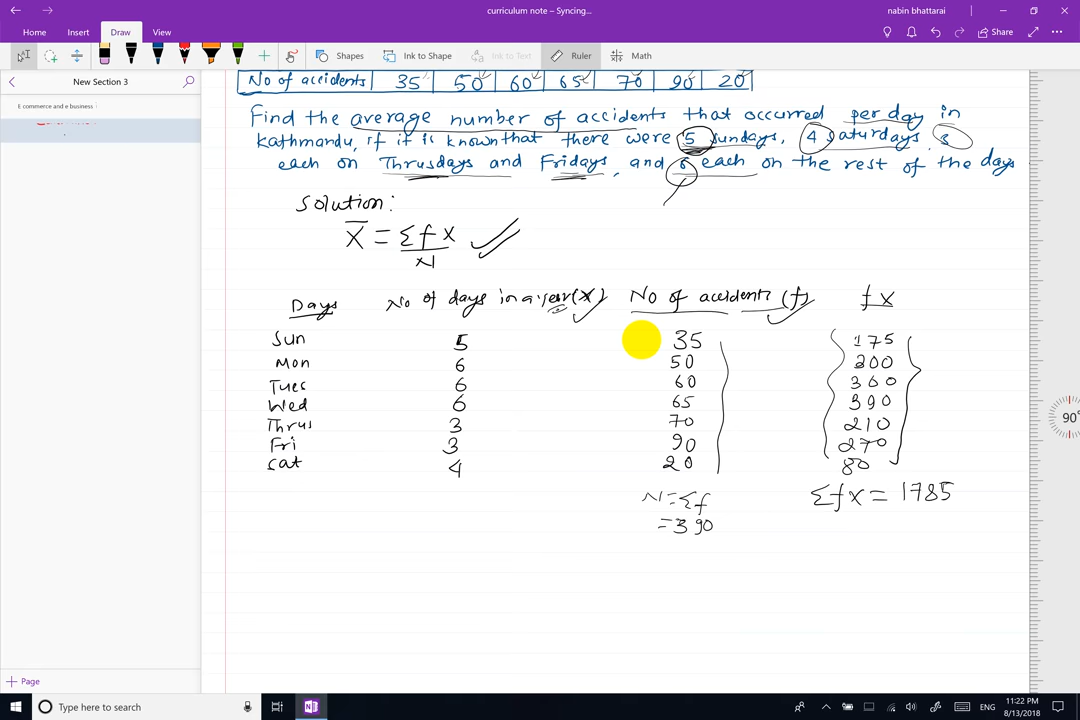 curriculum note - Syncing...
nabin bhattarai
Home Insert Draw View
Shapes Ink to Shape Ink to Text Ruler Math Share
New Section 3
E commerce and e business
No of accidents 35 50 60 65 70 90 20
Find the average number of accidents that occurred per day in
kathmandu, if it is known that there were 5 sundays, 4 saturdays, 3
each on Thrusdays and Fridays, and 6 each on the rest of the days
Solution:
X̄ = Σfx
N
Days No of days in a year (x) No of accidents (f) fx
Sun 5 35 175
Mon 6 50 300
Tues 6 60 360
Wed 6 65 390
Thrus 3 70 210
Fri 3 90 270
Sat 4 20 80
N = Σf Σfx = 1785
= 390
90°
+ Page
Type here to search
ENG
11:22 PM
8/13/2018